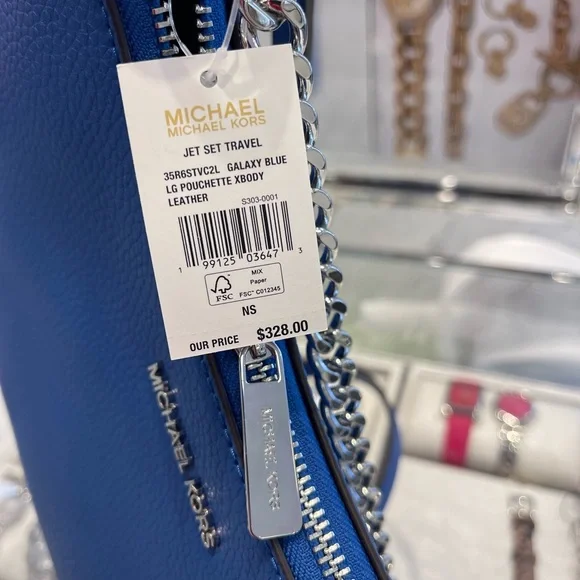 MICHAEL
MICHAEL KORS
JET SET TRAVEL
35R6STVC2L GALAXY BLUE
LG POUCHETTE XBODY
LEATHER
S303-0001
1 99125 03647 3
FSC
MIX
Paper
FSC® C012345
NS
OUR PRICE $328.00
MICHAEL KORS
MICHAEL KORS